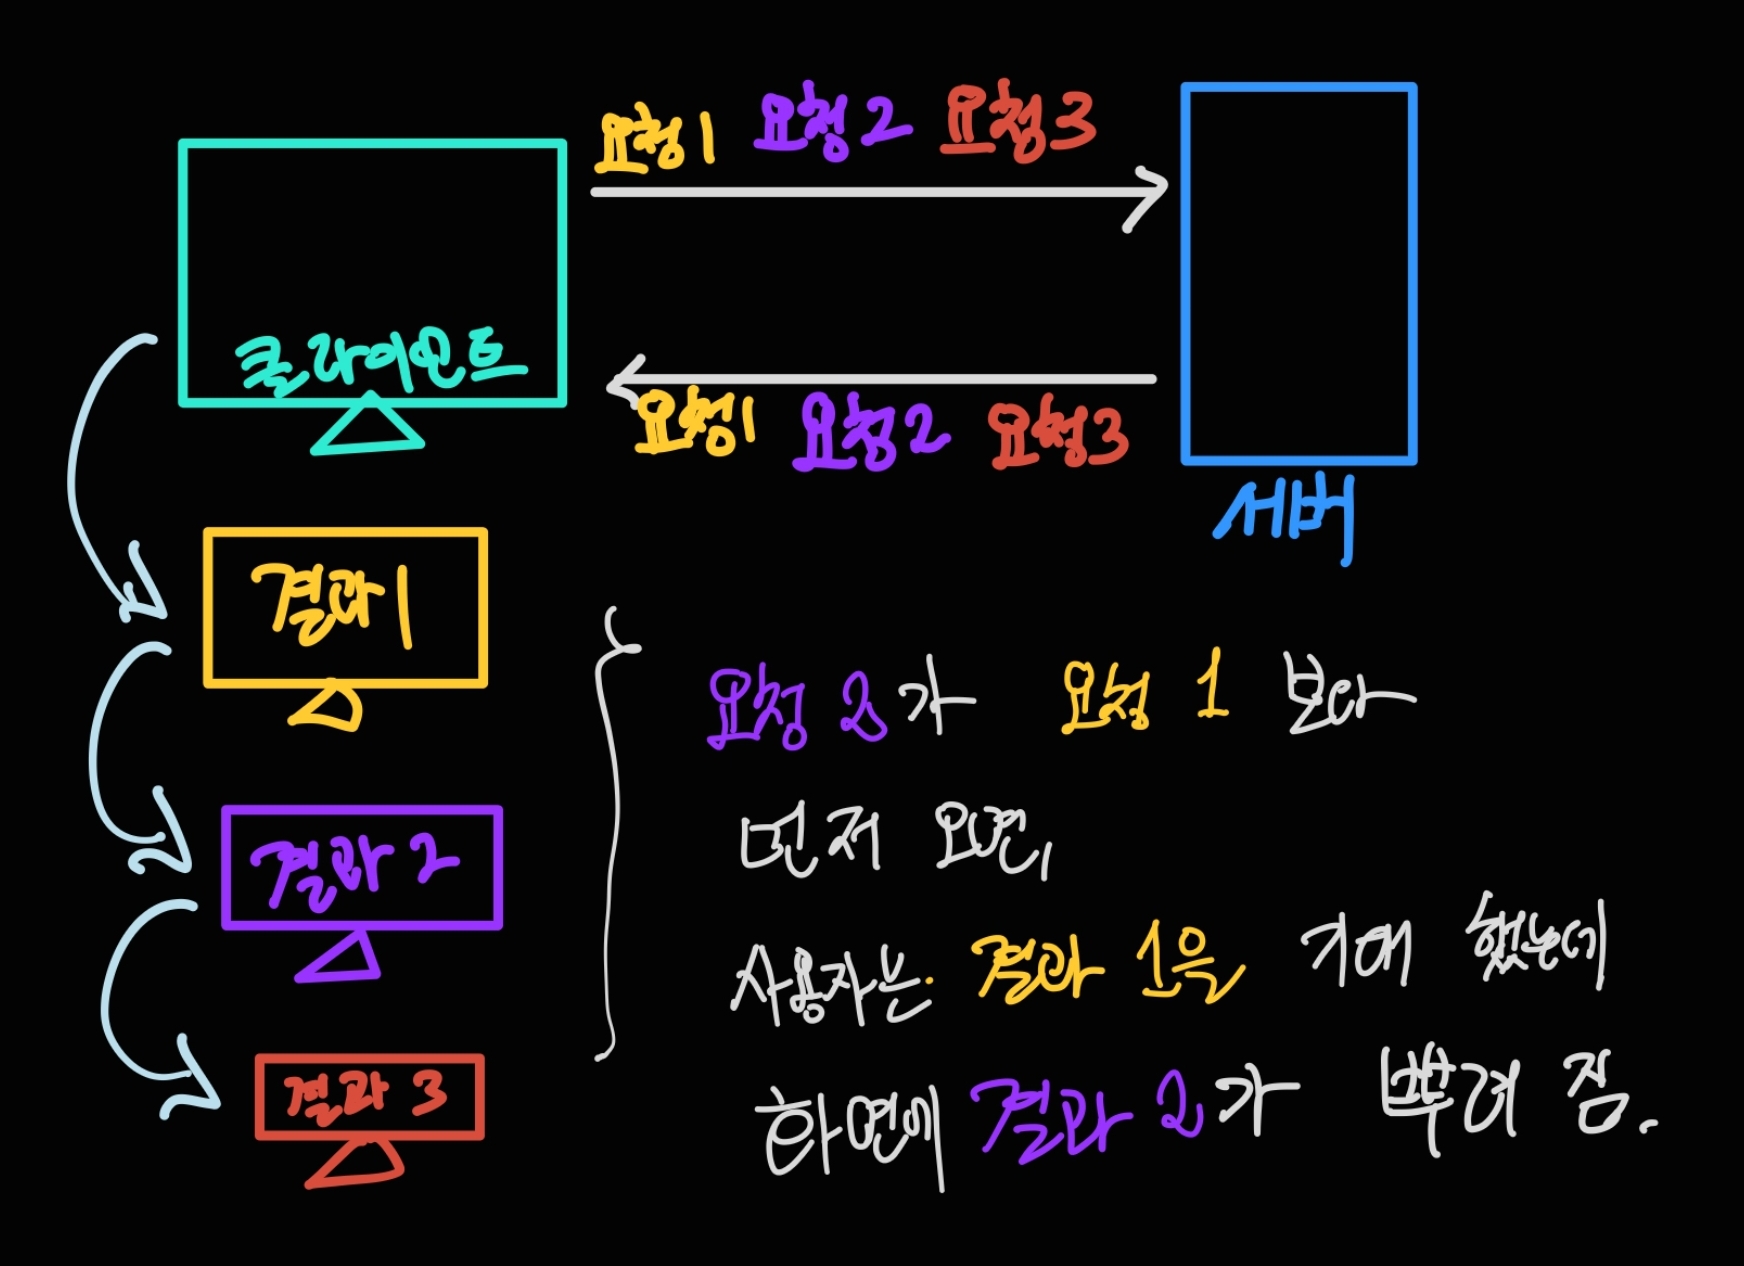 요청1 요청2 요청3
클라이언트
요청1 요청2 요청3
서버
결과1
결과2
결과3
요청 2가 요청 1 보다
먼저 오면,
사용자는 결과 1을 기대 했는데
화면에 결과 2가 뿌려 짐.